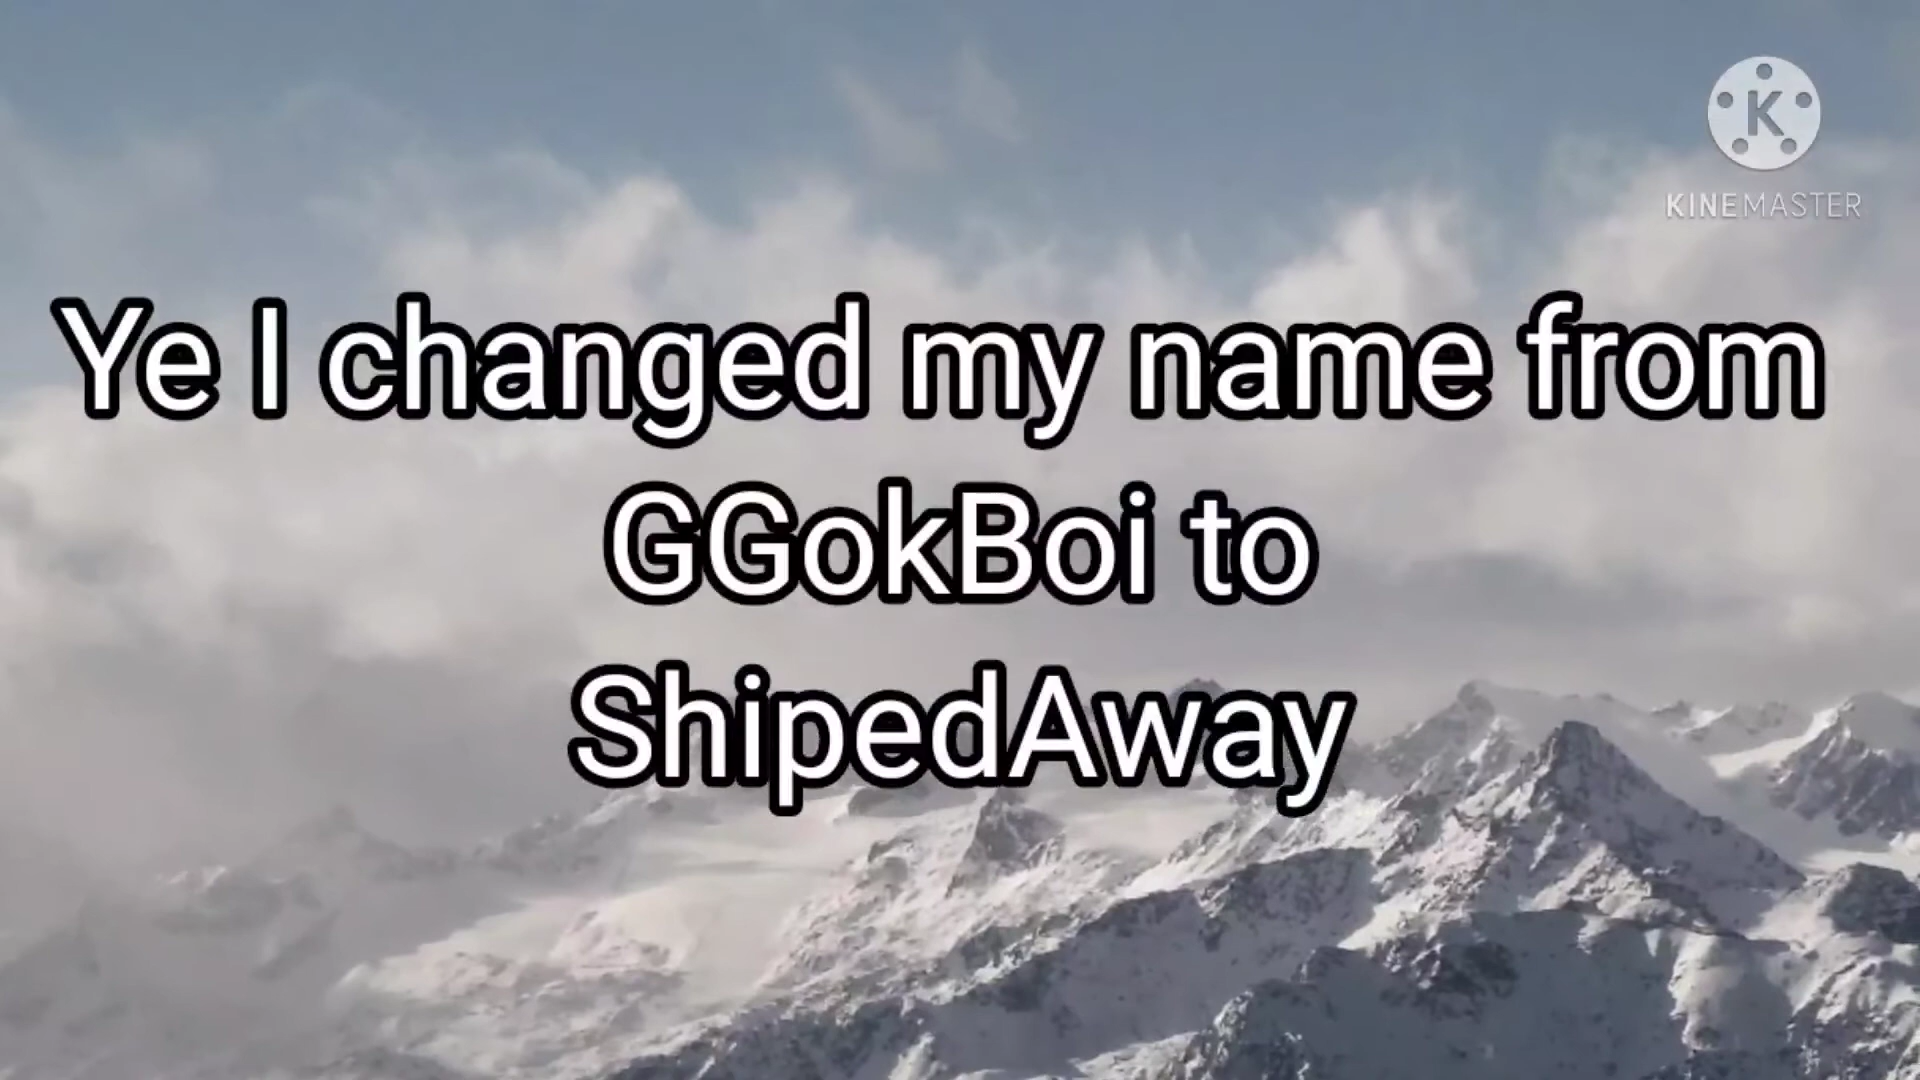 K
KINEMASTER
Ye I changed my name from
GGokBoi to
ShipedAway